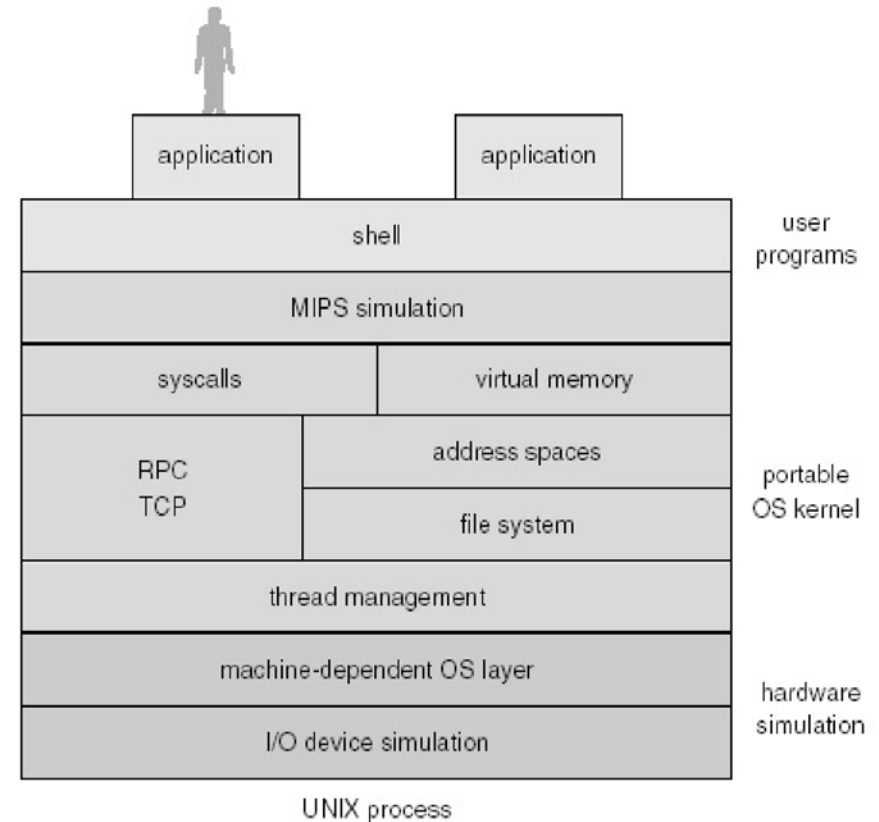 application
application
shell
user
programs
MIPS simulation
syscalls
virtual memory
RPC
TCP
address spaces
file system
portable
OS kernel
thread management
machine-dependent OS layer
I/O device simulation
hardware
simulation
UNIX process